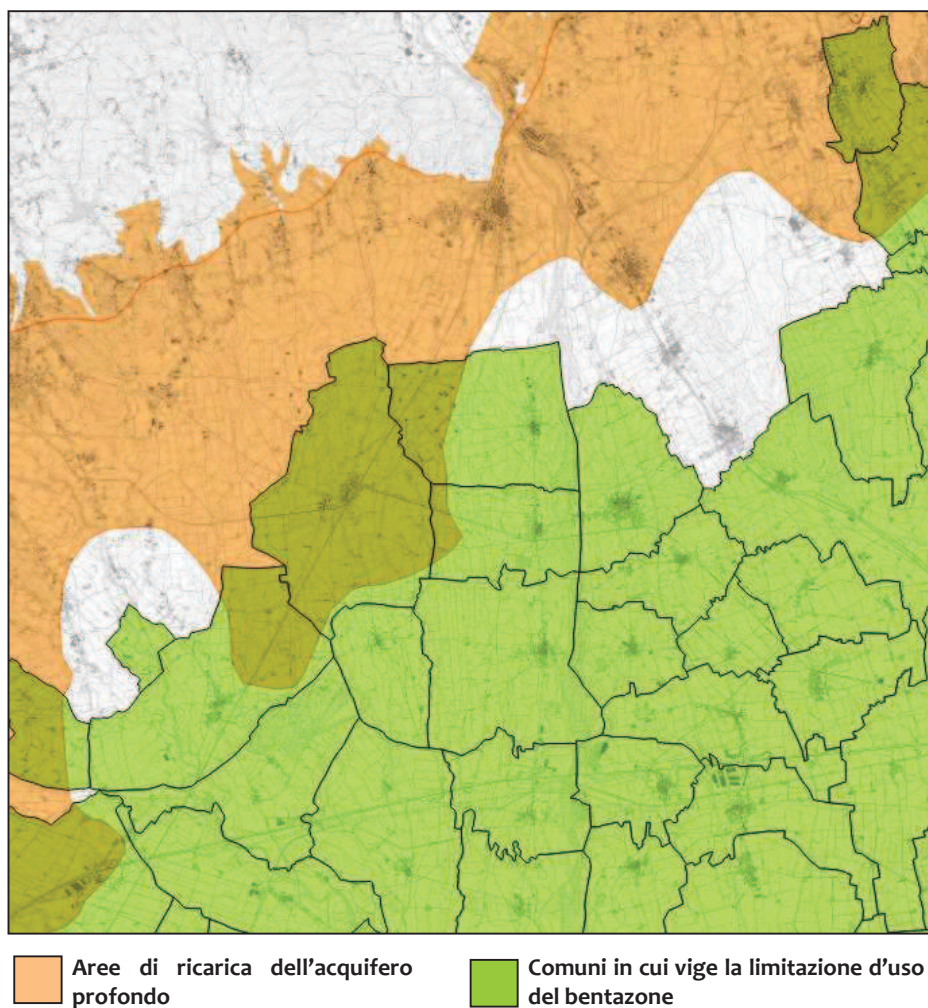 Aree di ricarica dell'acquifero
profondo
Comuni in cui vige la limitazione d'uso
del bentazone